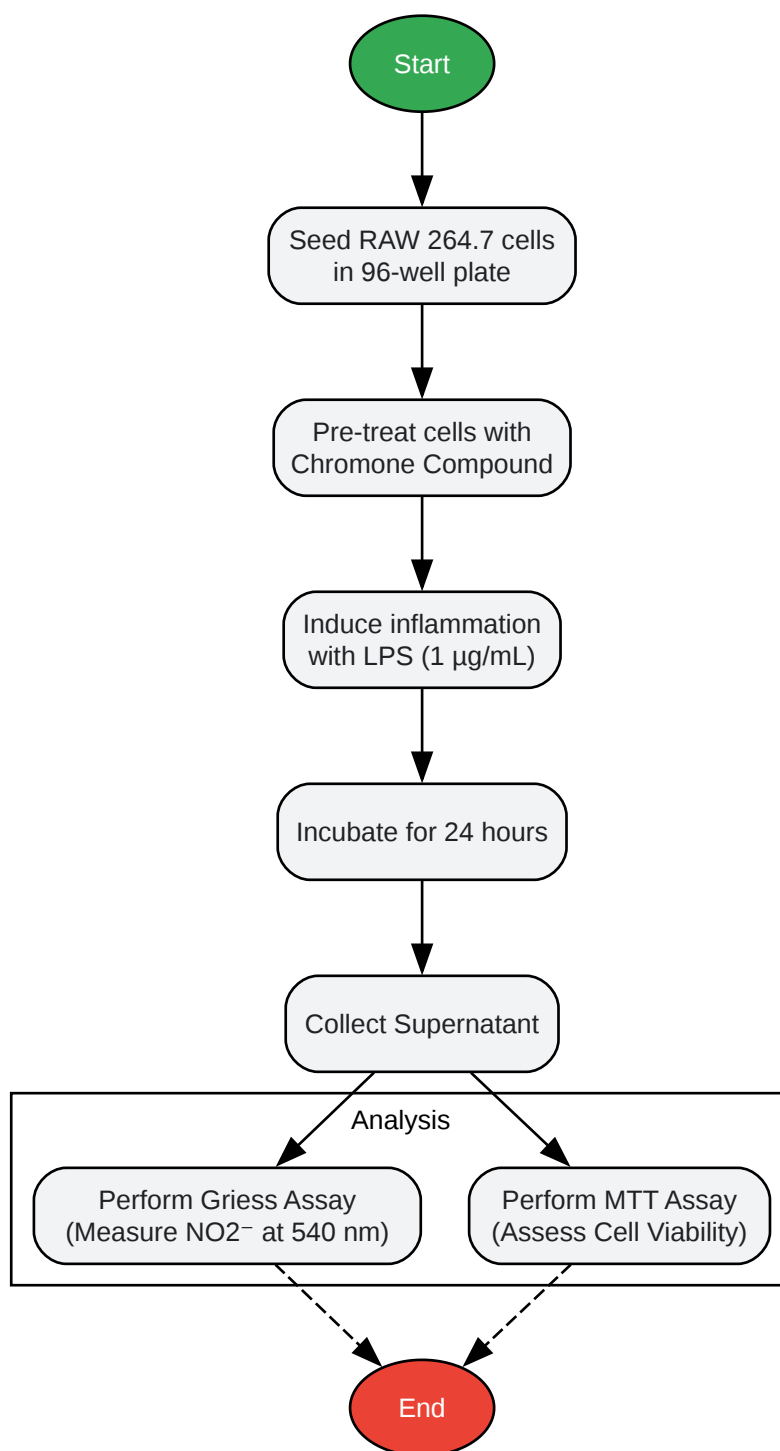 Start
Seed RAW 264.7 cells
in 96-well plate
Pre-treat cells with
Chromone Compound
Induce inflammation
with LPS (1 µg/mL)
Incubate for 24 hours
Collect Supernatant
Analysis
Perform Griess Assay
(Measure NO2⁻ at 540 nm)
Perform MTT Assay
(Assess Cell Viability)
End